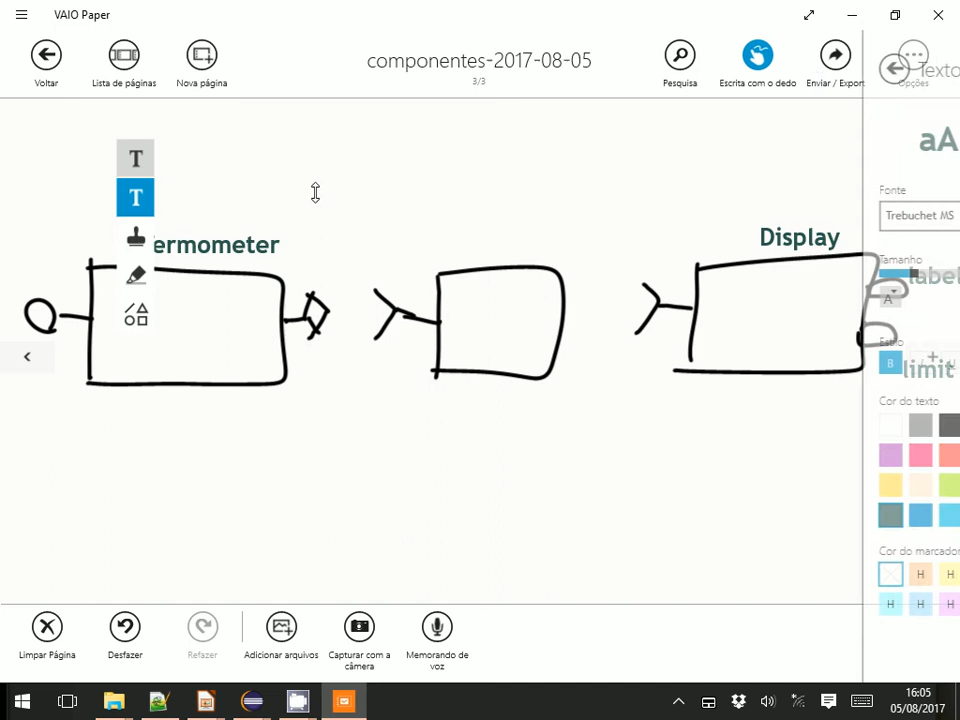 VAIO Paper
Voltar
Lista de páginas
Nova página
componentes-2017-08-05
3/3
Pesquisa
Escrita com o dedo
Enviar / Export
Opções
Texto
aA
T
T
Fonte
Trebuchet MS
ermometer
Display
Tamanho
label
A
Estilo
B
limit
Cor do texto
Cor do marcador
H
H
H
H
H
Limpar Página
Desfazer
Refazer
Adicionar arquivos
Capturar com a
câmera
Memorando de
voz
16:05
05/08/2017